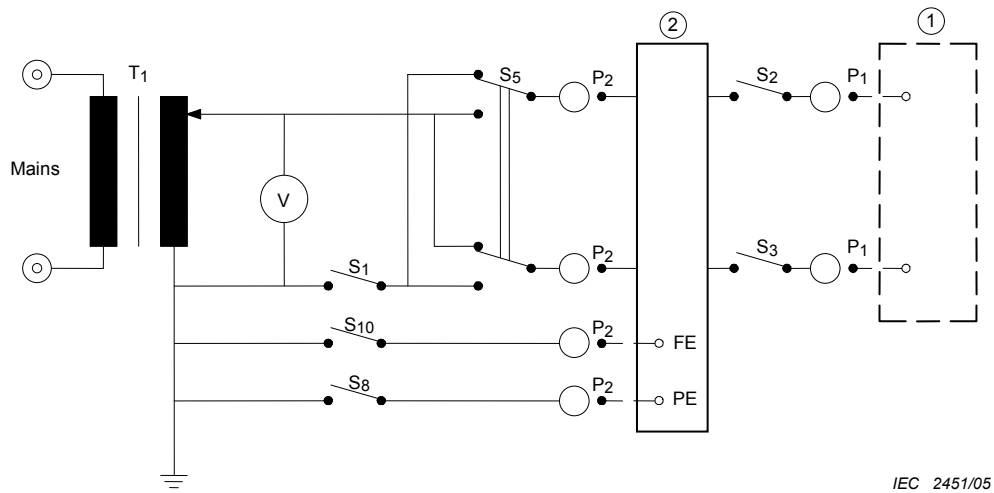 ① ②
T1 S5 P2 S2 P1
Mains V
P2 S3 P1
S1
S10 P2 FE
S8 P2 PE
IEC 2451/05